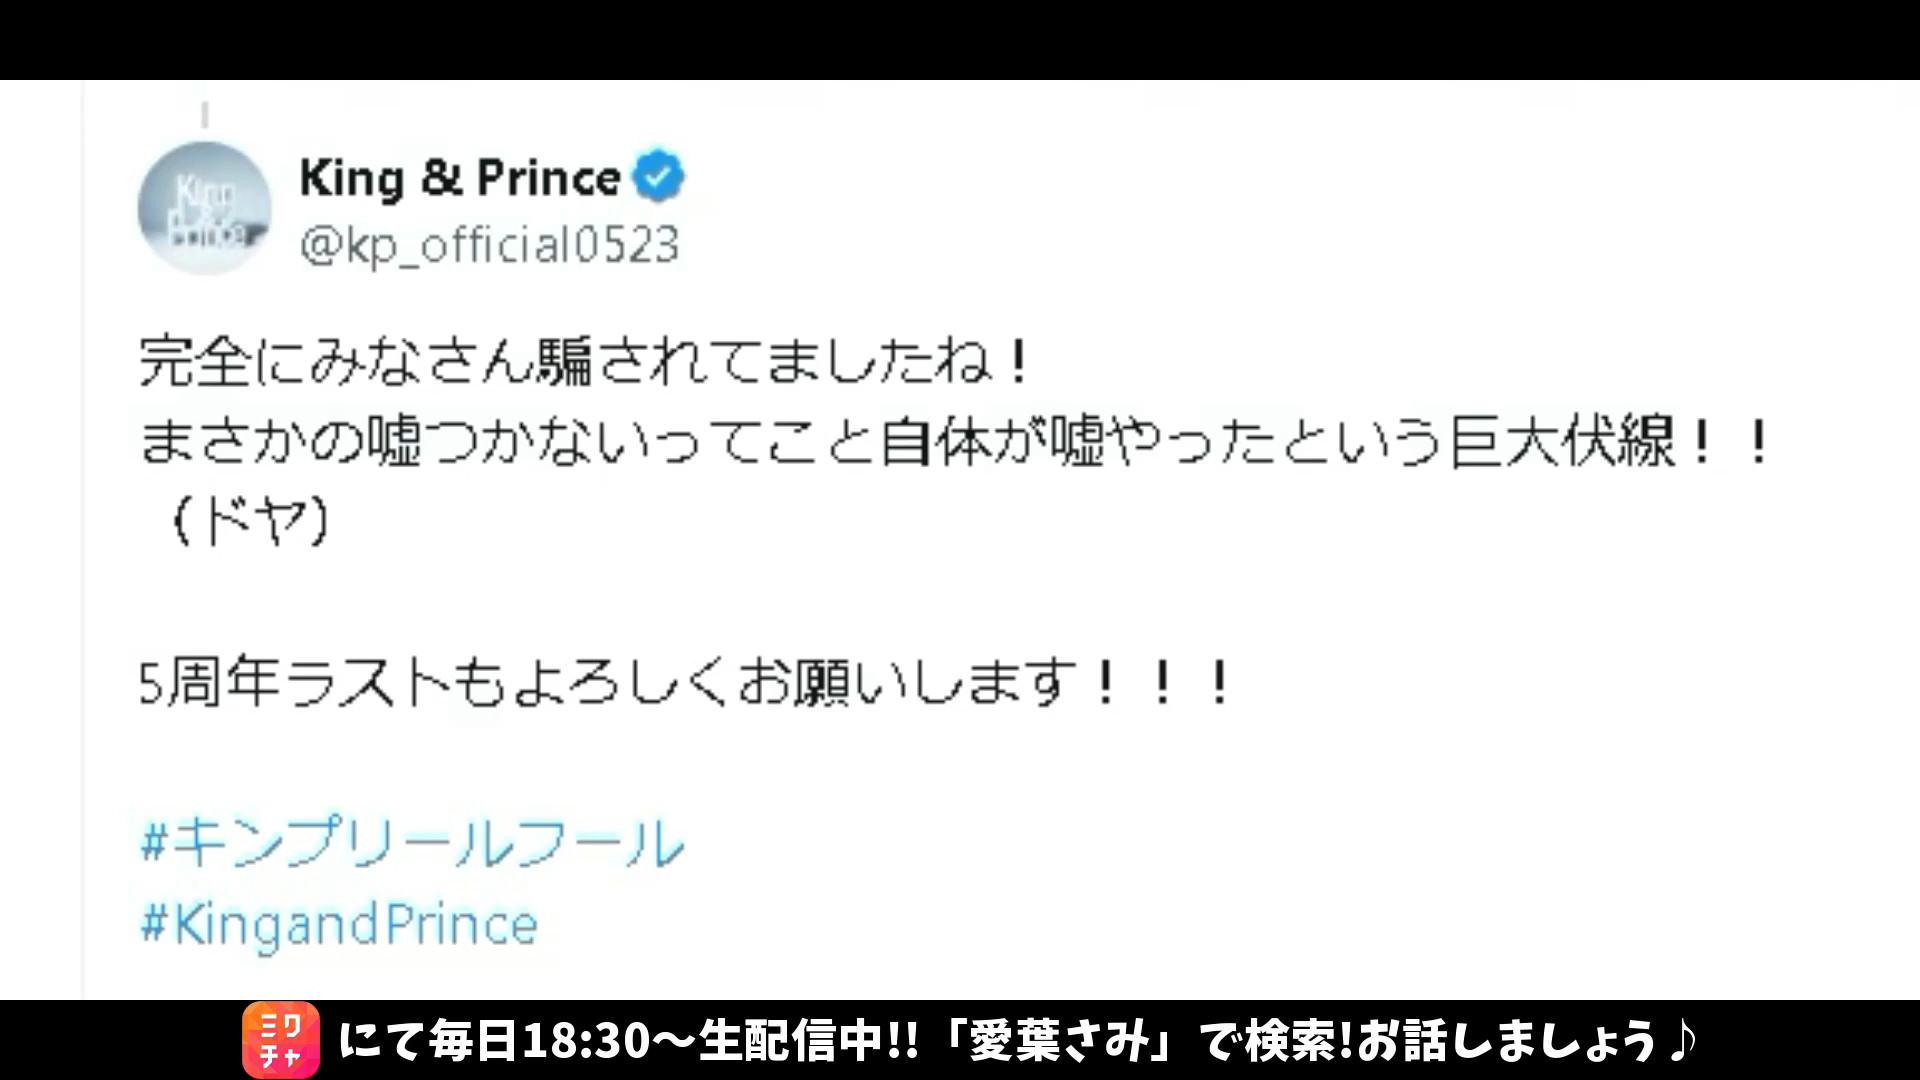 King & Prince
@kp_official0523
完全にみなさん騙されてましたね！
まさかの嘘つかないってこと自体が嘘やったという巨大伏線！！
（ドヤ）
5周年ラストもよろしくお願いします！！！
#キンプリールフール
#KingandPrince
ミクチャ
にて毎日18:30～生配信中!!「愛葉さみ」で検索!お話しましょう♪